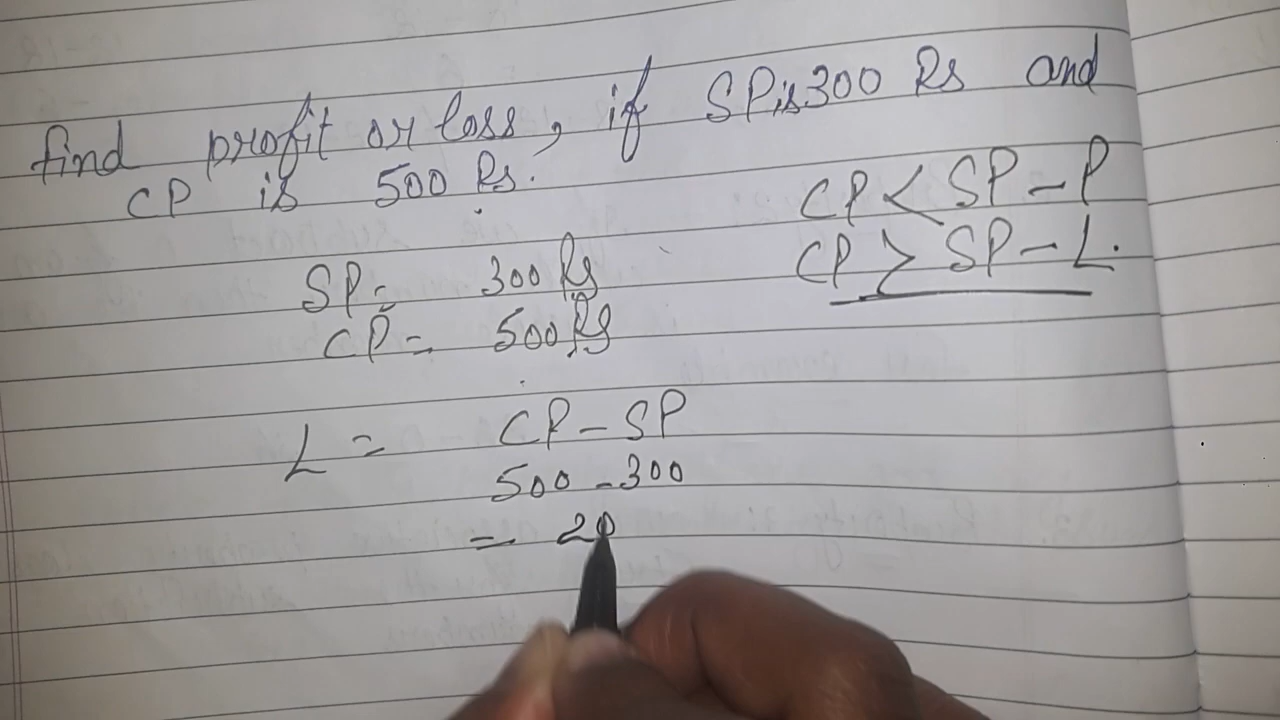 find profit or loss, if SP is 300 Rs and
CP is 500 Rs.
CP < SP - P
CP > SP - L.
SP = 300 Rs
CP = 500 Rs
L = CP - SP
500 - 300
= 20